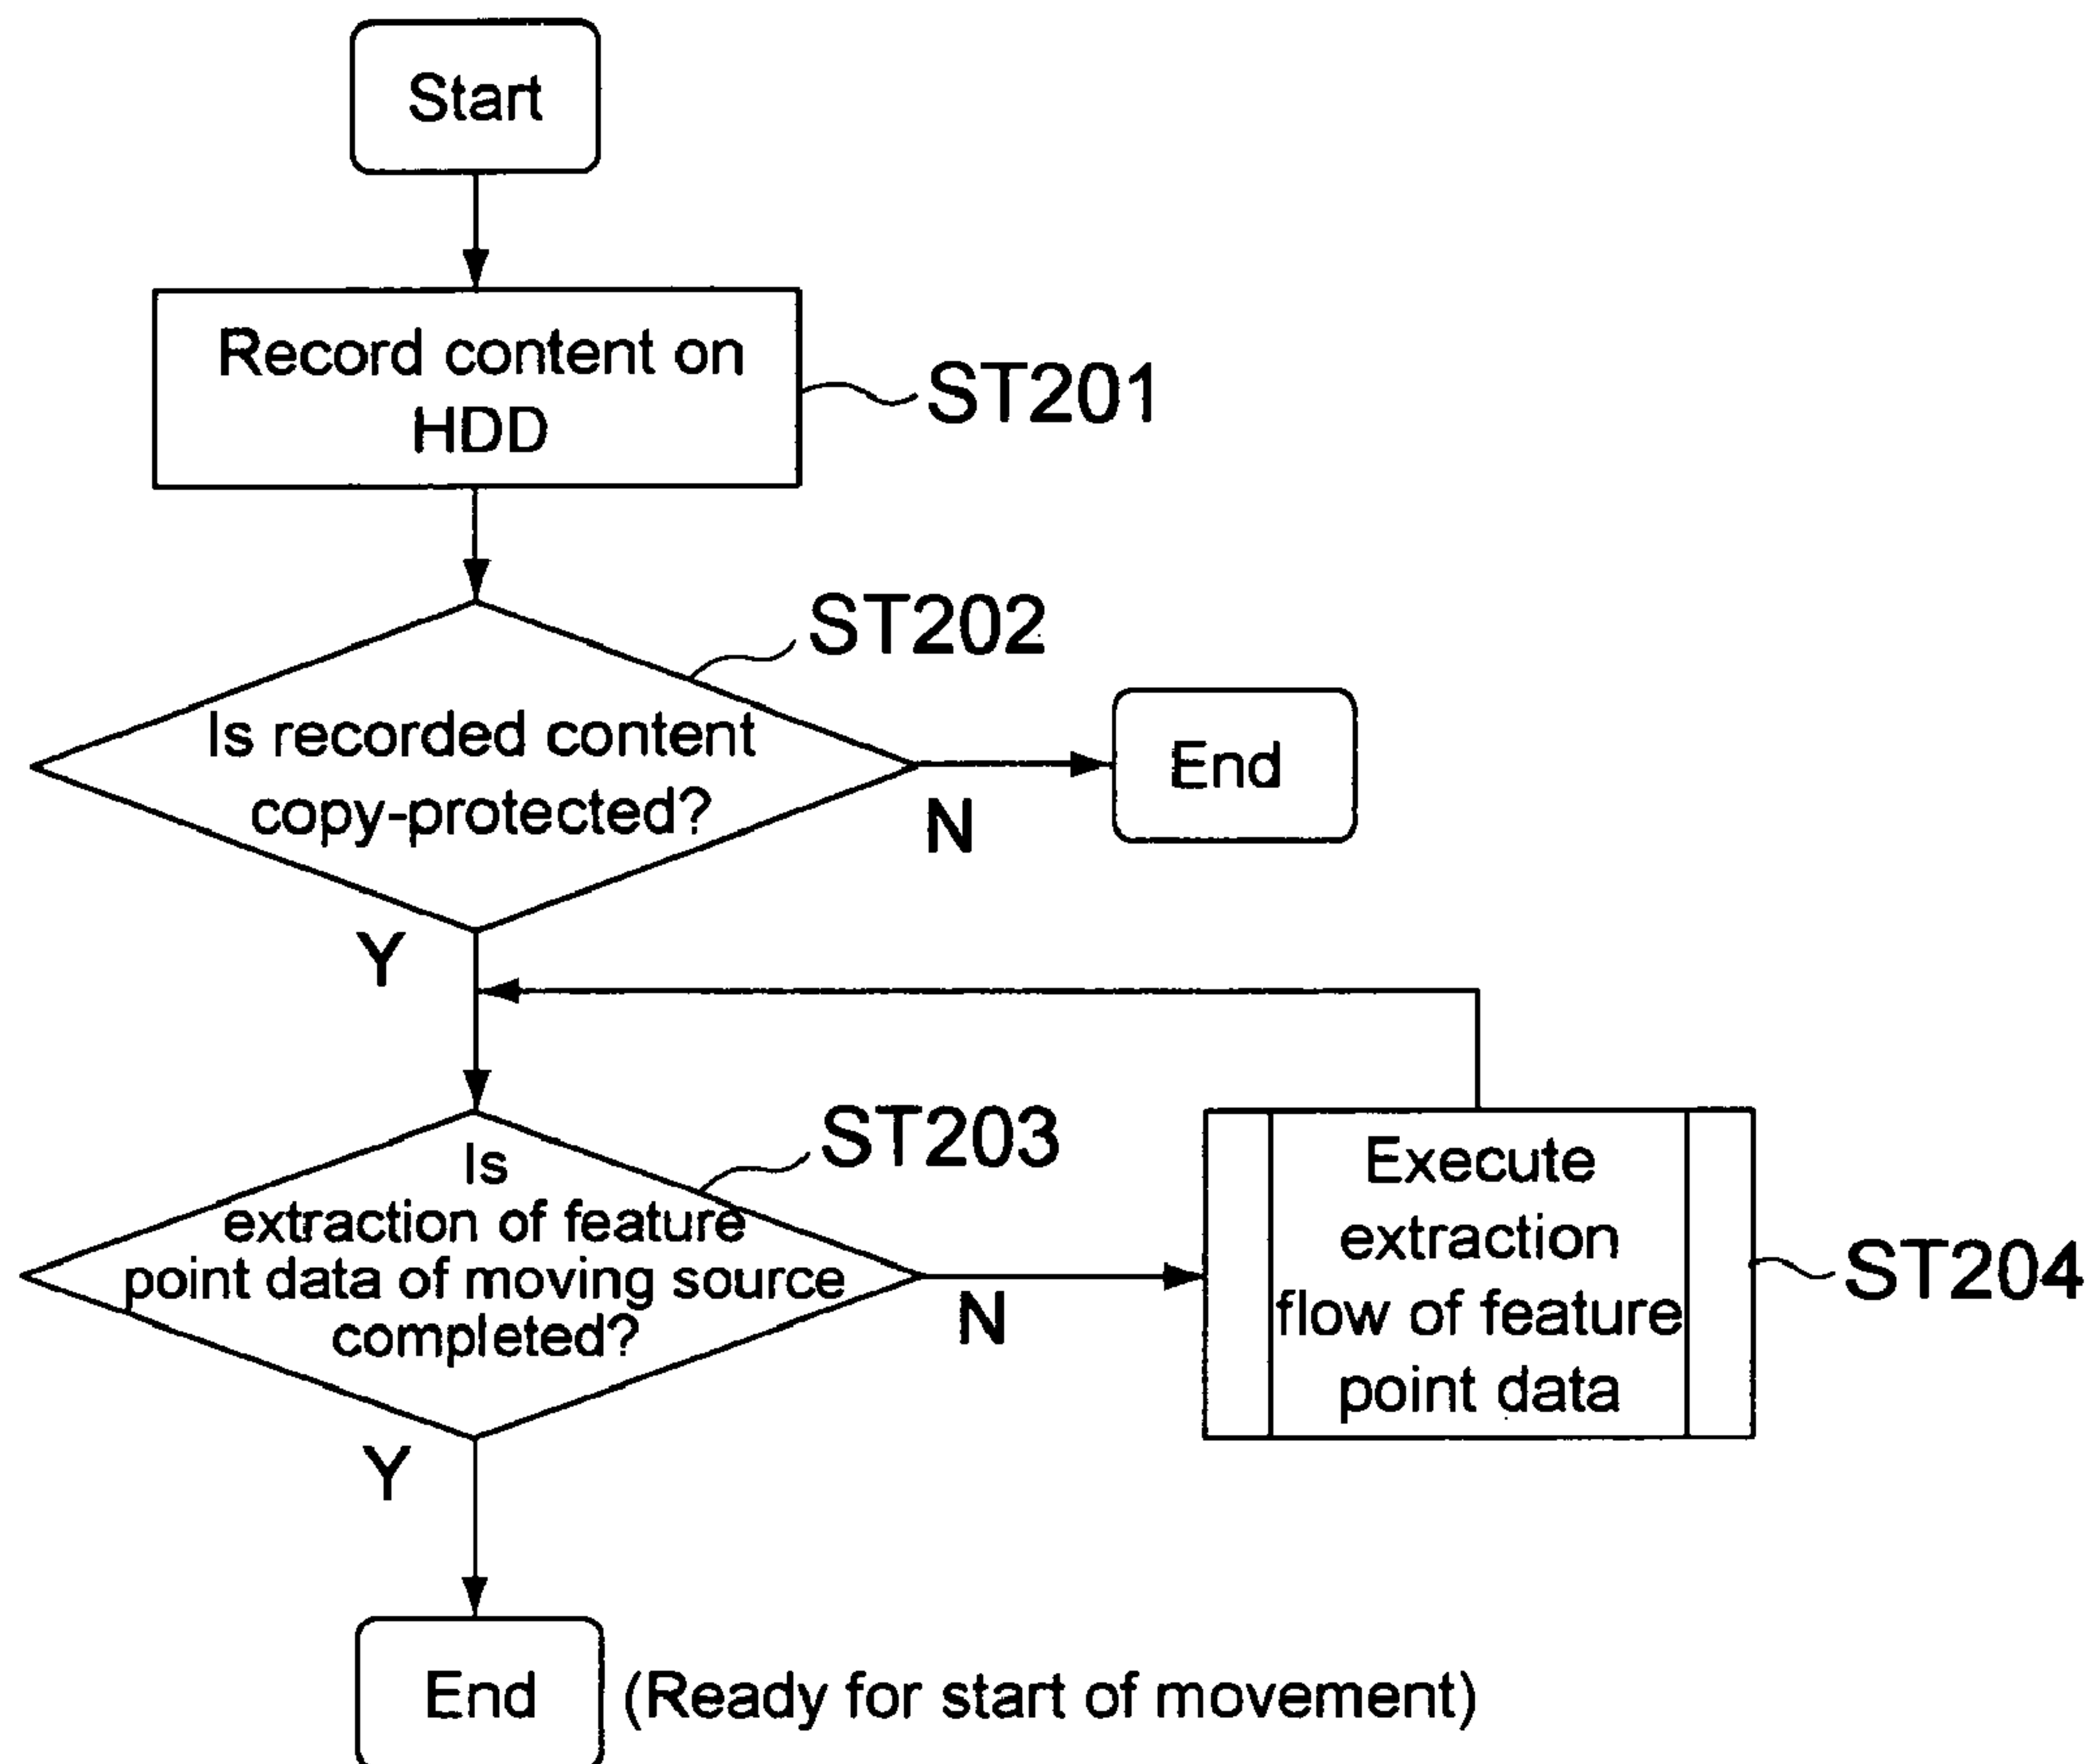 Start
Record content on
HDD
ST201
ST202
Is recorded content
copy-protected?
N
End
Y
ST203
Is
extraction of feature
point data of moving source
completed?
N
Execute
extraction
flow of feature
point data
ST204
Y
End
(Ready for start of movement)